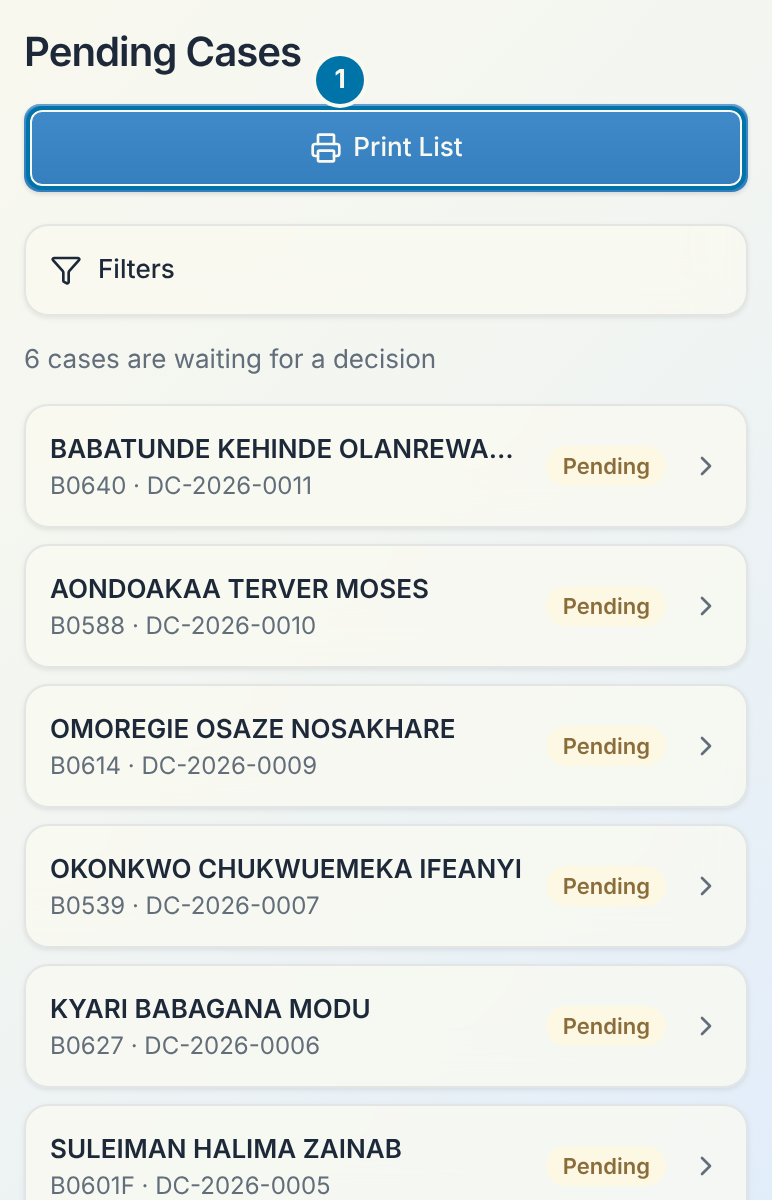 Pending Cases
1
Print List
Filters
6 cases are waiting for a decision
BABATUNDE KEHINDE OLANREWA...
B0640 · DC-2026-0011
Pending
AONDOAKAA TERVER MOSES
B0588 · DC-2026-0010
Pending
OMOREGIE OSAZE NOSAKHARE
B0614 · DC-2026-0009
Pending
OKONKWO CHUKWUEMEKA IFEANYI
B0539 · DC-2026-0007
Pending
KYARI BABAGANA MODU
B0627 · DC-2026-0006
Pending
SULEIMAN HALIMA ZAINAB
B0601F · DC-2026-0005
Pending